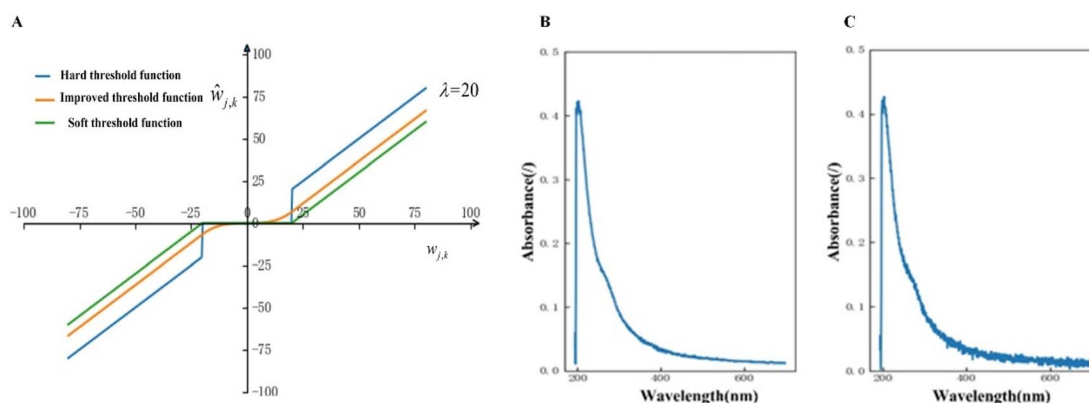 A
B
C
Hard threshold function
Improved threshold function
Soft threshold function
ŵj,k
λ=20
100
75
50
25
0
−25
−50
−75
−100
−100
−75
−50
−25
0
25
50
75
100
wj,k
Absorbance(/)
0. 5
0. 4
0. 3
0. 2
0. 1
0. 0
200
400
600
Wavelength(nm)
Absorbance(/)
0. 5
0. 4
0. 3
0. 2
0. 1
0. 0
200
400
600
Wavelength(nm)